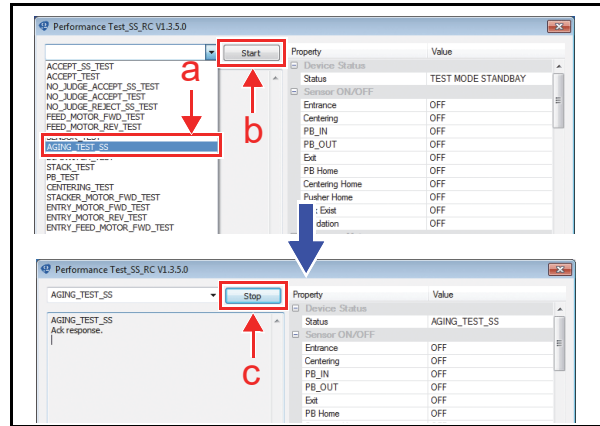 Performance Test_SS_RC V1.3.5.0
Start
Property Value
ACCEPT_SS_TEST
ACCEPT_TEST
NO_JUDGE_ACCEPT_SS_TEST
NO_JUDGE_ACCEPT_TEST
NO_JUDGE_REJECT_SS_TEST
FEED_MOTOR_FWD_TEST
FEED_MOTOR_REV_TEST
AGING_TEST_SS
STACK_TEST
PB_TEST
CENTERING_TEST
STACKER_MOTOR_FWD_TEST
ENTRY_MOTOR_FWD_TEST
ENTRY_MOTOR_REV_TEST
ENTRY_FEED_MOTOR_FWD_TEST
a
b
Device Status
Status TEST MODE STANDBAY
Sensor ON/OFF
Entrance OFF
Centering OFF
PB_IN OFF
PB_OUT OFF
Exit OFF
PB Home OFF
Centering Home OFF
Pusher Home OFF
Exist OFF
dation OFF
Performance Test_SS_RC V1.3.5.0
AGING_TEST_SS Stop
Property Value
AGING_TEST_SS
Ack response.
c
Device Status
Status AGING_TEST_SS
Sensor ON/OFF
Entrance OFF
Centering OFF
PB_IN OFF
PB_OUT OFF
Exit OFF
PB Home OFF